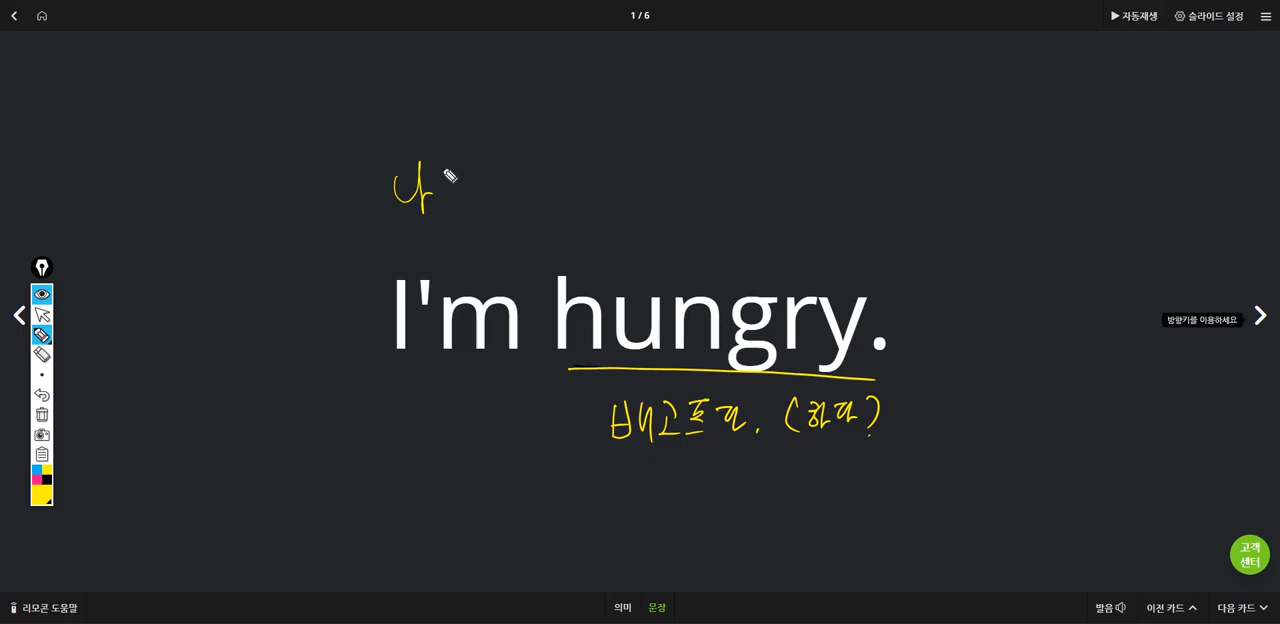 1 / 6
자동재생
슬라이드 설정
나
I'm hungry.
방향키를 이용하세요
배고프다. (하다?)
고객
센터
리모콘 도움말
의미
문장
발음
이전 카드
다음 카드